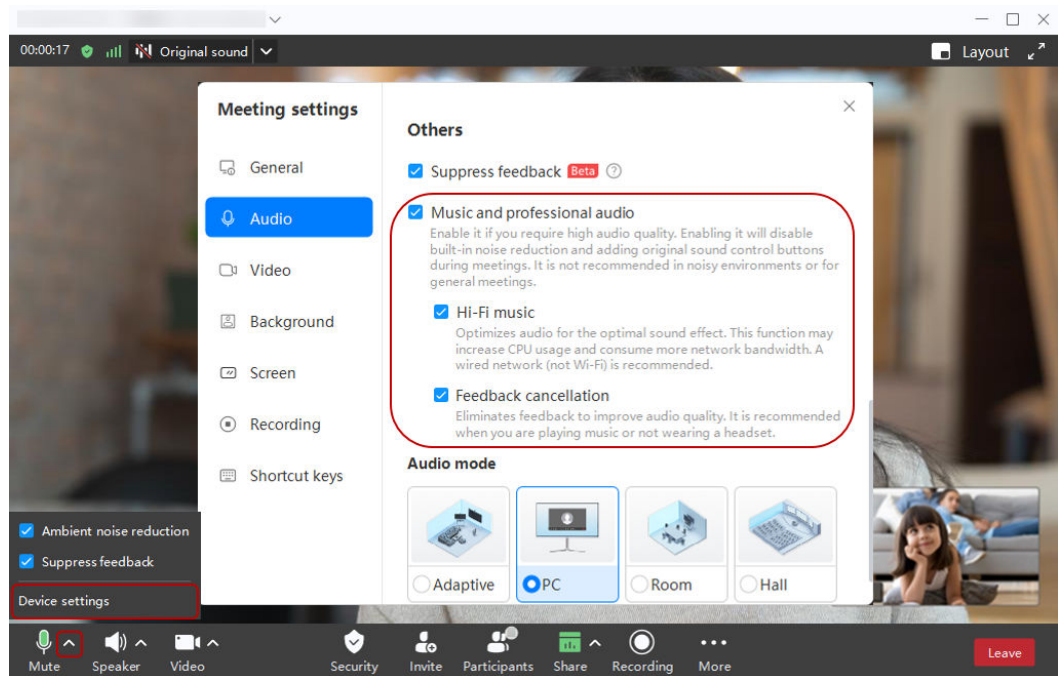 00:00:17 Original sound Layout
Meeting settings
General
Audio
Video
Background
Screen
Recording
Shortcut keys
Others
Suppress feedback Beta ?
Music and professional audio
Enable it if you require high audio quality. Enabling it will disable
built-in noise reduction and adding original sound control buttons
during meetings. It is not recommended in noisy environments or for
general meetings.
Hi-Fi music
Optimizes audio for the optimal sound effect. This function may
increase CPU usage and consume more network bandwidth. A
wired network (not Wi-Fi) is recommended.
Feedback cancellation
Eliminates feedback to improve audio quality. It is recommended
when you are playing music or not wearing a headset.
Audio mode
Adaptive PC Room Hall
Ambient noise reduction
Suppress feedback
Device settings
Mute Speaker Video Security Invite Participants Share Recording More Leave